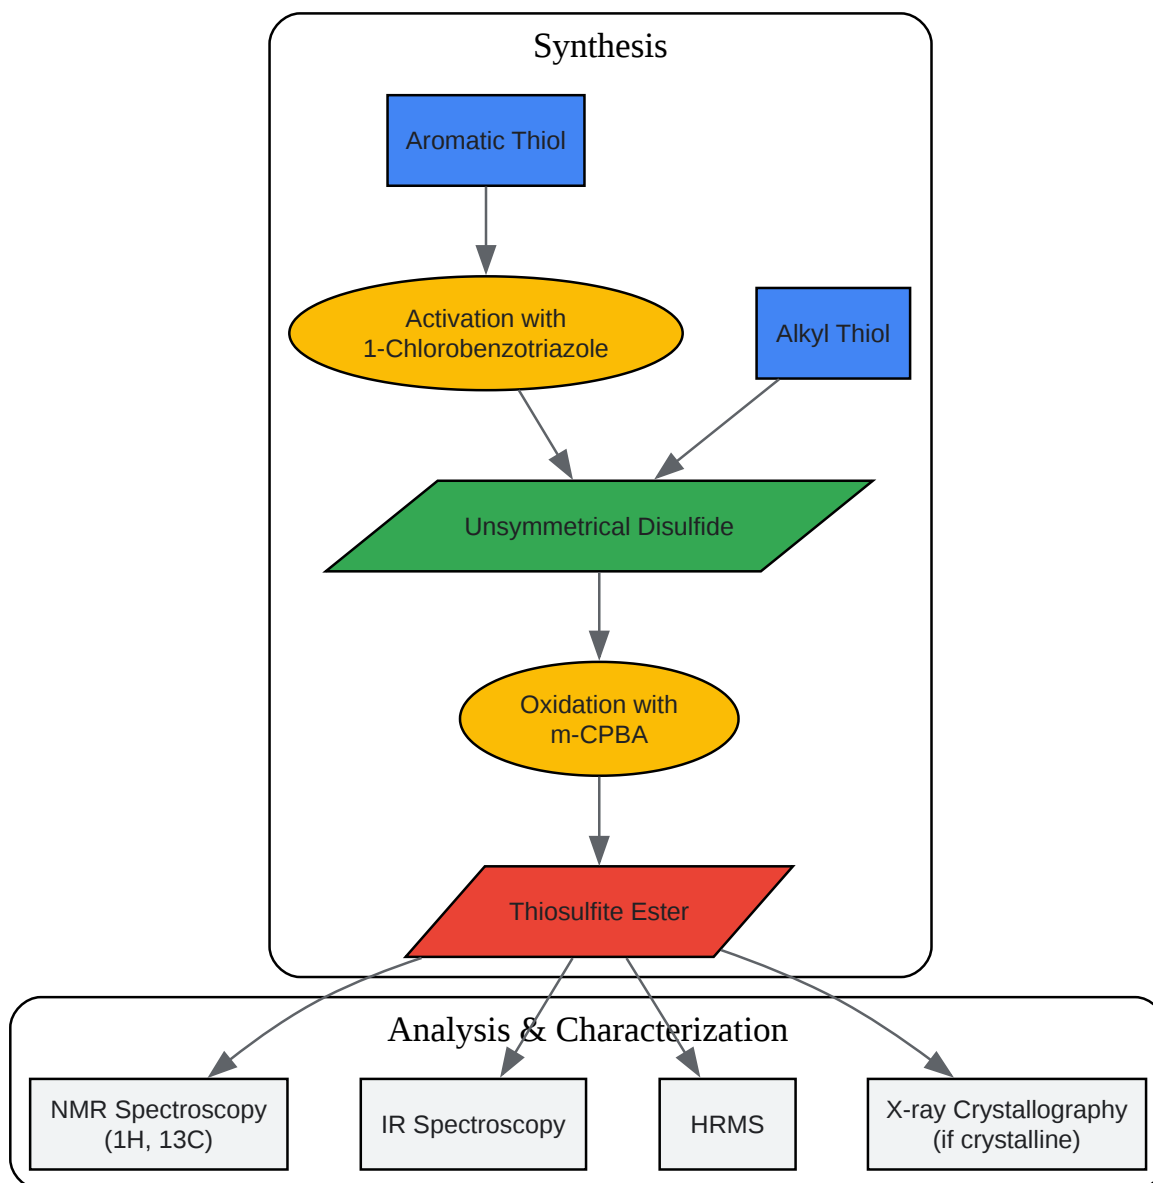 Synthesis
Aromatic Thiol
Activation with
1-Chlorobenzotriazole
Alkyl Thiol
Unsymmetrical Disulfide
Oxidation with
m-CPBA
Thiosulfite Ester
Analysis & Characterization
NMR Spectroscopy
(1H, 13C)
IR Spectroscopy
HRMS
X-ray Crystallography
(if crystalline)